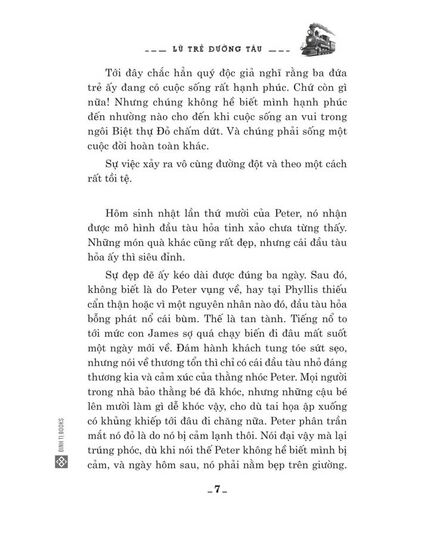 LŨ TRẺ ĐƯỜNG TÀU
Tới đây chắc hẳn quý độc giả nghĩ rằng ba đứa
trẻ ấy đang có cuộc sống rất hạnh phúc. Chứ còn gì
nữa! Nhưng chúng không hề biết mình hạnh phúc
đến nhường nào cho đến khi cuộc sống an vui trong
ngôi Biệt thự Đỏ chấm dứt. Và chúng phải sống một
cuộc đời hoàn toàn khác.
Sự việc xảy ra vô cùng đường đột và theo một cách
rất tồi tệ.
Hôm sinh nhật lần thứ mười của Peter, nó nhận
được mô hình đầu tàu hỏa tinh xảo chưa từng thấy.
Những món quà khác cũng rất đẹp, nhưng cái đầu tàu
hỏa ấy thì siêu đỉnh.
Sự đẹp đẽ ấy kéo dài được đúng ba ngày. Sau đó,
không biết là do Peter vụng về, hay tại Phyllis thiếu
cẩn thận hoặc vì một nguyên nhân nào đó, đầu tàu hỏa
phát nổ cái bùm. Thế là tan tành. Tiếng nổ to
tới mức con James sợ quá chạy biến đi đâu mất suốt
một ngày mới về. Đám hành khách tung tóe sứt sẹo,
nhưng nói về thương tổn thì chỉ có cái đầu tàu nhỏ đáng
thương kia và cảm xúc của thằng nhóc Peter. Mọi người
trong nhà bảo thằng bé đã khóc, nhưng những cậu bé
lên mười làm gì dễ khóc vậy, cho dù tai họa ập xuống
có khủng khiếp tới đâu đi chăng nữa. Peter phân trần
mắt nó đỏ là do nó bị cảm lạnh thôi. Nói đại vậy mà lại
trúng phóc, dù khi nói thế Peter không hề biết mình bị
cảm, và ngày hôm sau, nó phải nằm bẹp trên giường.
ĐINH TỊ BOOKS
7